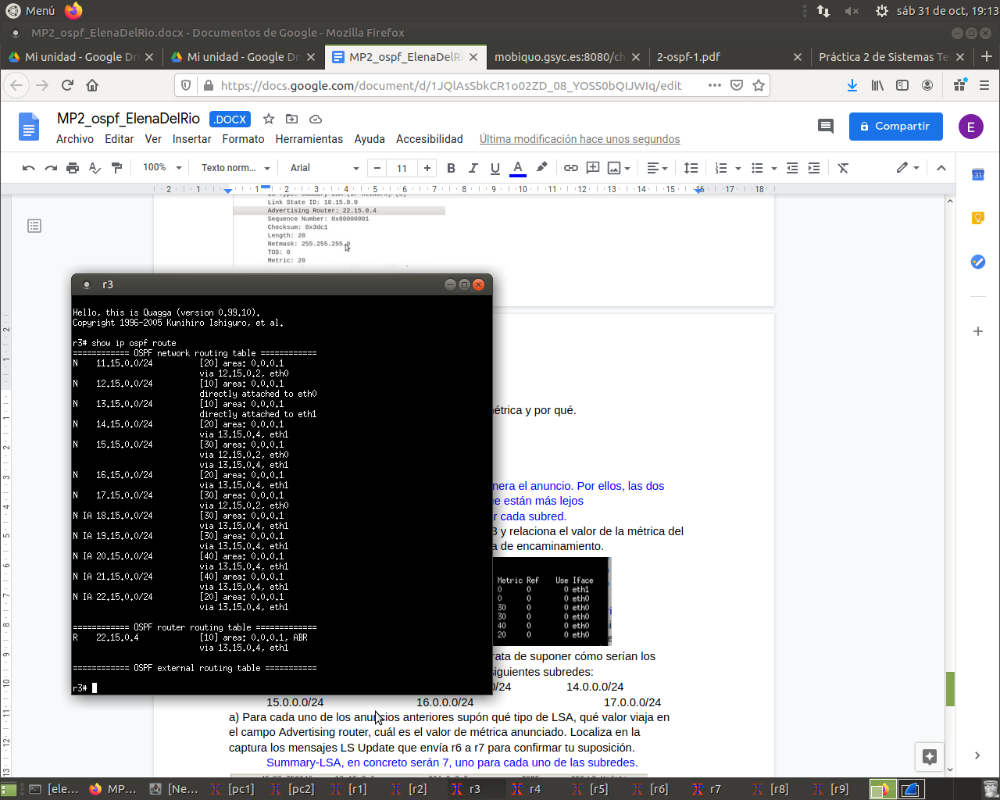 Menú
sáb 31 de oct, 19:13
MP2_ospf_ElenaDelRio.docx - Documentos de Google - Mozilla Firefox
Mi unidad - Google Dri
Mi unidad - Google Dri
MP2_ospf_ElenaDelRi
mobiquo.gsyc.es:8080/ch
2-ospf-1.pdf
Práctica 2 de Sistemas Te
https://docs.google.com/document/d/1JQlAsSbkCR1o02ZD_08_YOSS0bQIJWIq/edit
MP2_ospf_ElenaDelRio
.DOCX
Compartir
E
Archivo Editar Ver Insertar Formato Herramientas Ayuda Accesibilidad Última modificación hace unos segundos
100% Texto norm... Arial 11 B I U A
2 1 1 2 3 4 5 6 7 8 9 10 11 12 13 14 15 16 17 18
Link State ID: 18.15.0.0
Advertising Router: 22.15.0.4
Sequence Number: 0x80000001
Checksum: 0x3dc1
Length: 28
Netmask: 255.255.255.0
TOS: 0
Metric: 20
r3
Hello, this is Quagga (version 0.99.10).
Copyright 1996-2005 Kunihiro Ishiguro, et al.
r3# show ip ospf route
============ OSPF network routing table ============
N 11.15.0.0/24 [20] area: 0.0.0.1
via 12.15.0.2, eth0
N 12.15.0.0/24 [10] area: 0.0.0.1
directly attached to eth0
N 13.15.0.0/24 [10] area: 0.0.0.1
directly attached to eth1
N 14.15.0.0/24 [20] area: 0.0.0.1
via 13.15.0.4, eth1
N 15.15.0.0/24 [30] area: 0.0.0.1
via 12.15.0.2, eth0
via 13.15.0.4, eth1
N 16.15.0.0/24 [20] area: 0.0.0.1
via 13.15.0.4, eth1
N 17.15.0.0/24 [30] area: 0.0.0.1
via 12.15.0.2, eth0
N IA 18.15.0.0/24 [30] area: 0.0.0.1
via 13.15.0.4, eth1
N IA 19.15.0.0/24 [30] area: 0.0.0.1
via 13.15.0.4, eth1
N IA 20.15.0.0/24 [40] area: 0.0.0.1
via 13.15.0.4, eth1
N IA 21.15.0.0/24 [40] area: 0.0.0.1
via 13.15.0.4, eth1
N IA 22.15.0.0/24 [20] area: 0.0.0.1
via 13.15.0.4, eth1
============ OSPF router routing table =============
R 22.15.0.4 [10] area: 0.0.0.1, ABR
via 13.15.0.4, eth1
============ OSPF external routing table ===========
r3#
étrica y por qué.
nera el anuncio. Por ellos, las dos
e están más lejos
r cada subred.
3 y relaciona el valor de la métrica del
a de encaminamiento.
Metric Ref Use Iface
0 0 0 eth1
0 0 0 eth0
30 0 0 eth0
30 0 0 eth0
40 0 0 eth0
20 0 0 eth0
rata de suponer cómo serían los
siguientes subredes:
0/24 14.0.0.0/24
15.0.0.0/24 16.0.0.0/24 17.0.0.0/24
a) Para cada uno de los anuncios anteriores supón qué tipo de LSA, qué valor viaja en
el campo Advertising router, cuál es el valor de métrica anunciado. Localiza en la
captura los mensajes LS Update que envía r6 a r7 para confirmar tu suposición.
Summary-LSA, en concreto serán 7, uno para cada uno de las subredes.
[ele... MP... [Ne... [pc1] [pc2] [r1] [r2] r3 r4 [r5] [r6] r7 [r8] [r9]